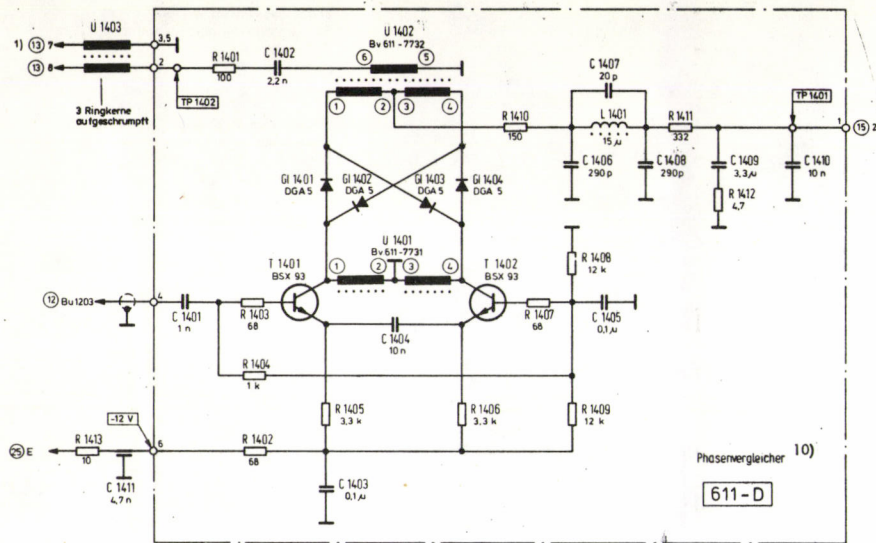 U 1403
1) 13 7
13 8
3,5
2
TP 1402
3 Ringkerne
aufgeschrumpft
R 1401
100
C 1402
2,2 n
U 1402
Bv 611-7732
6
5
1
2
3
4
C 1407
20 p
L 1401
15 µ
R 1410
150
R 1411
332
TP 1401
1
15 2
C 1406
290 p
C 1408
290p
C 1409
3,3µ
C 1410
10 n
R 1412
4,7
Gl 1401
DGA 5
Gl 1402
DGA 5
Gl 1403
DGA 5
Gl 1404
DGA 5
U 1401
Bv 611-7731
1
2
3
4
T 1401
BSX 93
T 1402
BSX 93
R 1408
12 k
12 Bu 1203
4
C 1401
1 n
R 1403
68
C 1404
10 n
R 1407
68
C 1405
0,1µ
R 1404
1 k
R 1405
3,3 k
R 1406
3,3 k
R 1409
12 k
-12 V
25 E
R 1413
10
6
R 1402
68
C 1411
4,7 n
C 1403
0,1µ
Phasenvergleicher 10)
611-D